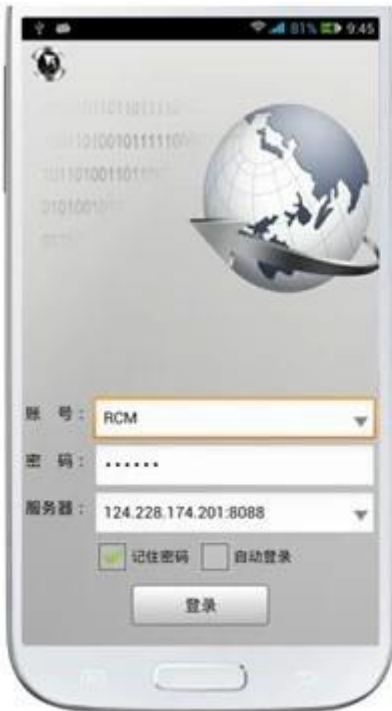 81% 9:45
账 号：
RCM
密 码：
......
服务器：
124.228.174.201:8088
记住密码 自动登录
登录